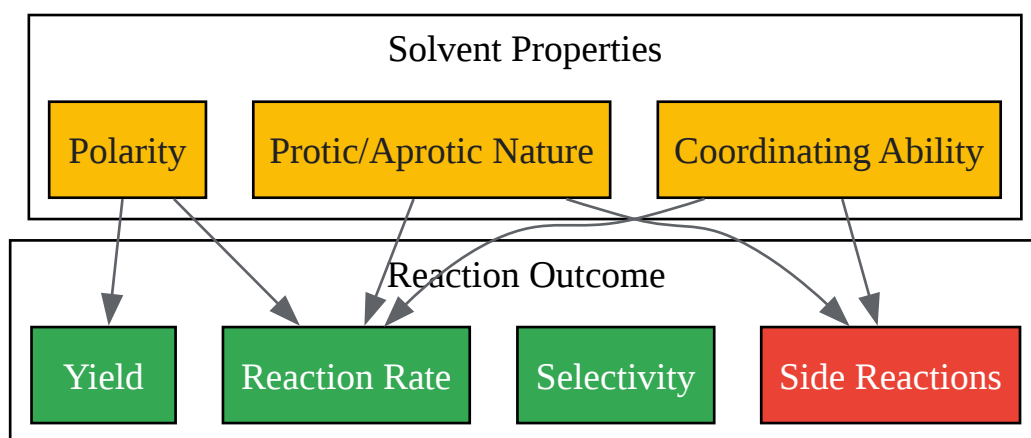 Solvent Properties
Polarity
Protic/Aprotic Nature
Coordinating Ability
Reaction Outcome
Yield
Reaction Rate
Selectivity
Side Reactions